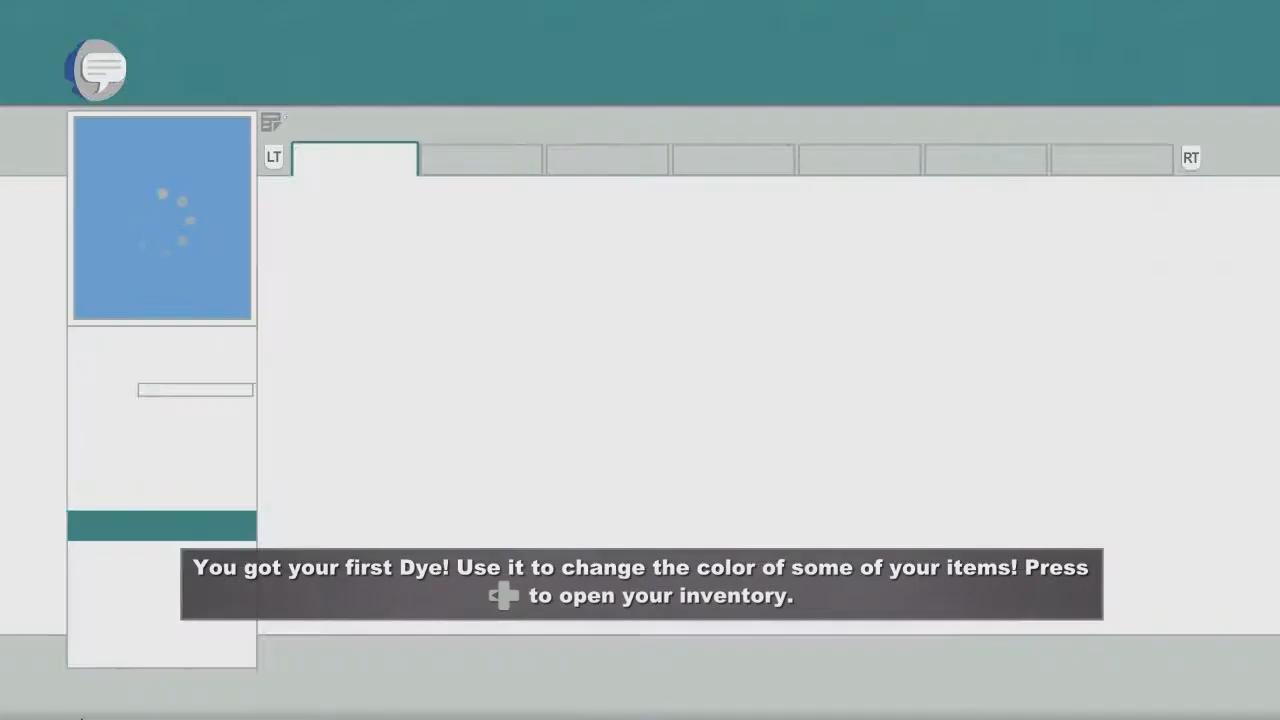 LT
RT
You got your first Dye! Use it to change the color of some of your items! Press
to open your inventory.